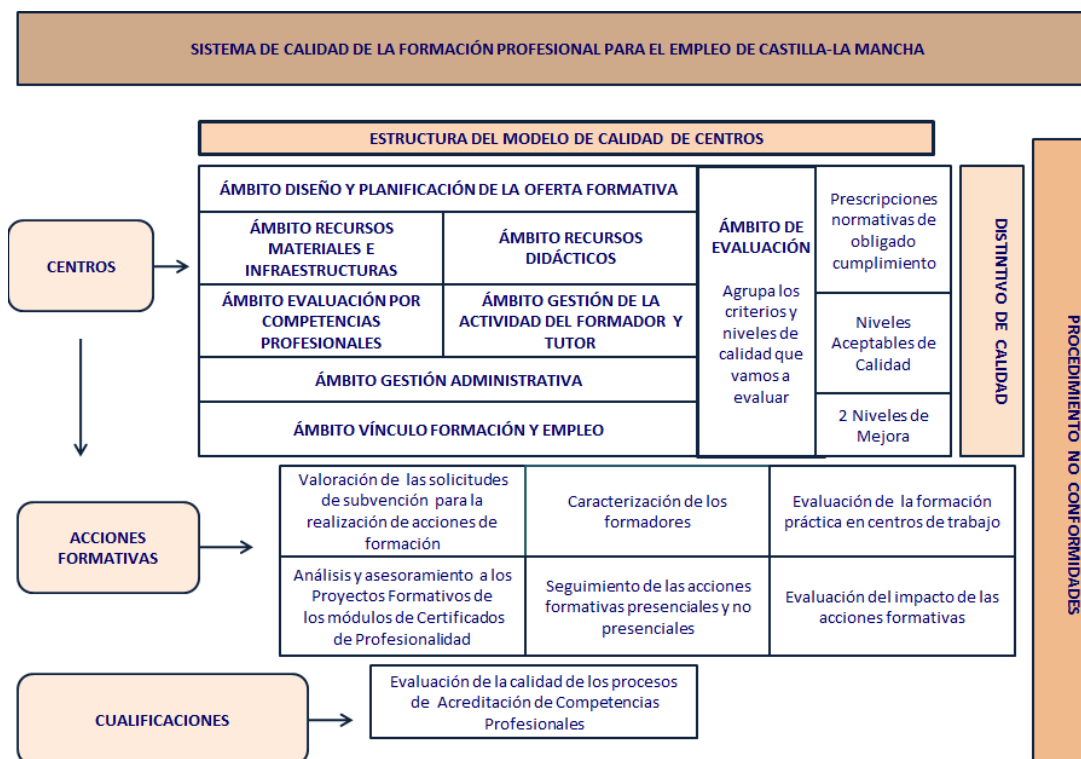 SISTEMA DE CALIDAD DE LA FORMACIÓN PROFESIONAL PARA EL EMPLEO DE CASTILLA-LA MANCHA
ESTRUCTURA DEL MODELO DE CALIDAD DE CENTROS
CENTROS
ÁMBITO DISEÑO Y PLANIFICACIÓN DE LA OFERTA FORMATIVA
ÁMBITO RECURSOS
MATERIALES E
INFRAESTRUCTURAS
ÁMBITO RECURSOS
DIDÁCTICOS
ÁMBITO EVALUACIÓN POR
COMPETENCIAS
PROFESIONALES
ÁMBITO GESTIÓN DE LA
ACTIVIDAD DEL FORMADOR Y
TUTOR
ÁMBITO GESTIÓN ADMINISTRATIVA
ÁMBITO VÍNCULO FORMACIÓN Y EMPLEO
ÁMBITO DE
EVALUACIÓN
Agrupa los
criterios y
niveles de
calidad que
vamos a
evaluar
Prescripciones
normativas de
obligado
cumplimiento
Niveles
Aceptables de
Calidad
2 Niveles de
Mejora
DISTINTIVO DE CALIDAD
PROCEDIMIENTO NO CONFORMIDADES
ACCIONES
FORMATIVAS
Valoración de las solicitudes
de subvención para la
realización de acciones de
formación
Caracterización de los
formadores
Evaluación de la formación
práctica en centros de trabajo
Análisis y asesoramiento a los
Proyectos Formativos de
los módulos de Certificados
de Profesionalidad
Seguimiento de las acciones
formativas presenciales y no
presenciales
Evaluación del impacto de las
acciones formativas
CUALIFICACIONES
Evaluación de la calidad de los procesos
de Acreditación de Competencias
Profesionales